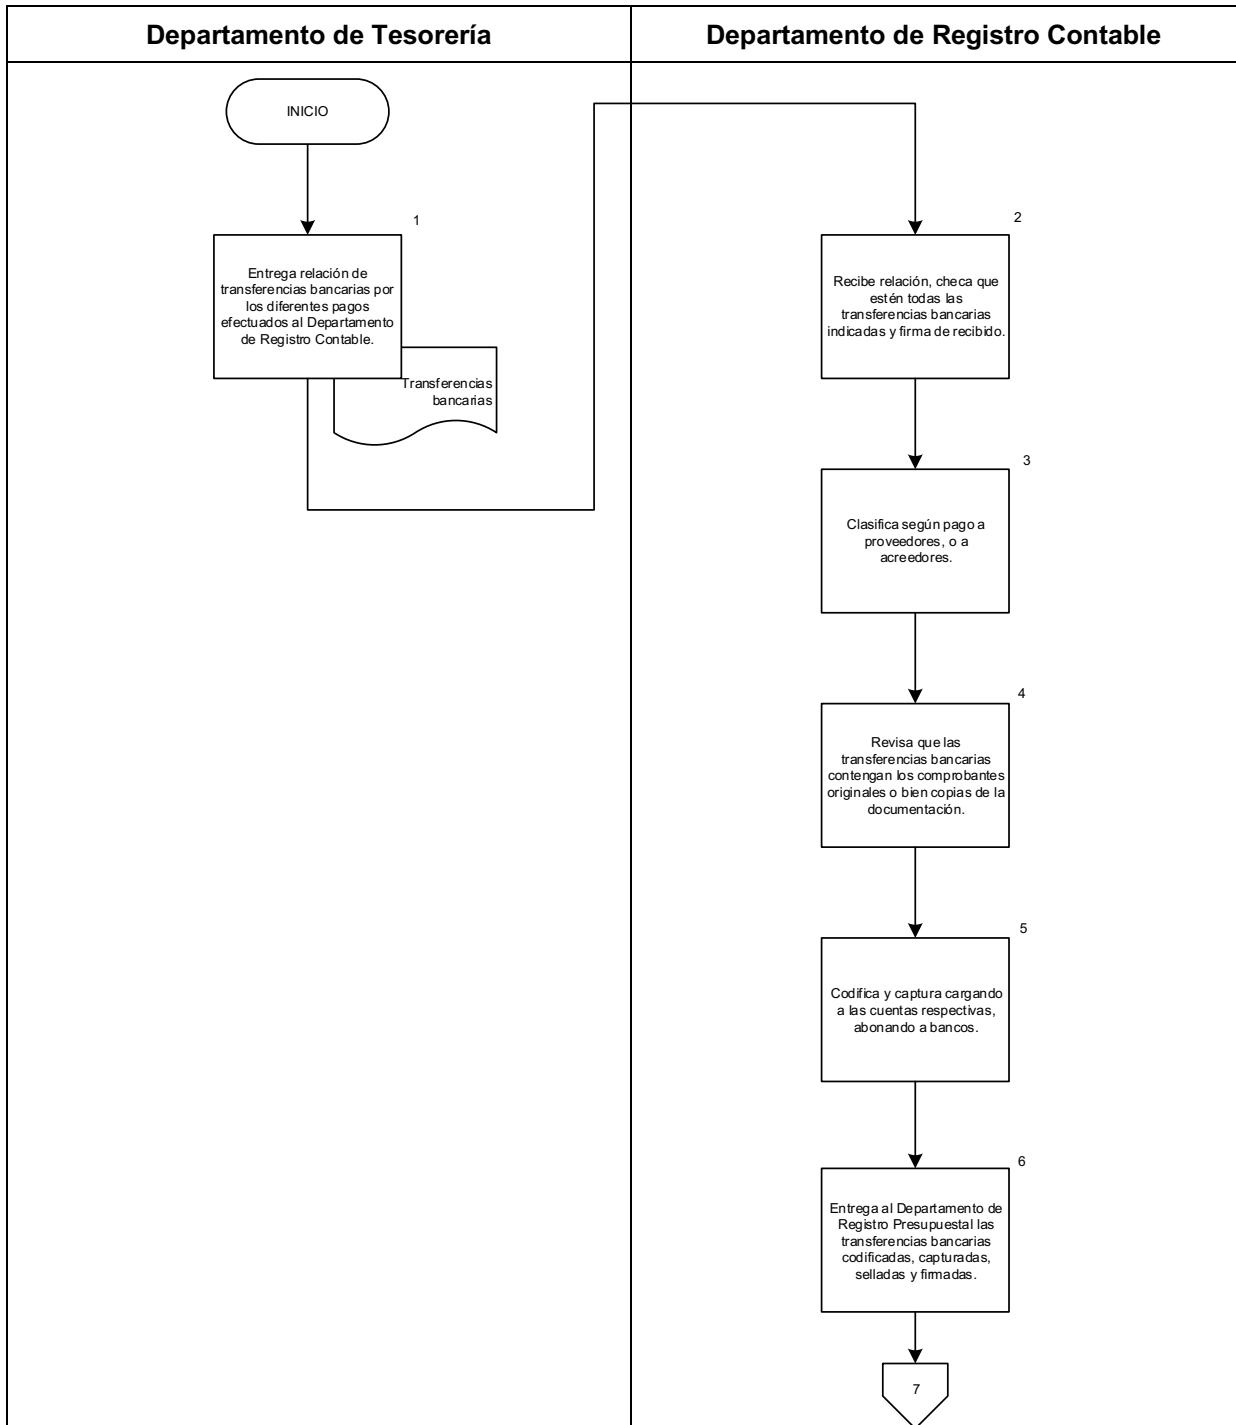 Departamento de Tesorería
Departamento de Registro Contable
INICIO
1
Entrega relación de
transferencias bancarias por
los diferentes pagos
efectuados al Departamento
de Registro Contable.
Transferencias
bancarias
2
Recibe relación, checa que
estén todas las
transferencias bancarias
indicadas y firma de recibido.
3
Clasifica según pago a
proveedores, o a
acreedores.
4
Revisa que las
transferencias bancarias
contengan los comprobantes
originales o bien copias de la
documentación.
5
Codifica y captura cargando
a las cuentas respectivas,
abonando a bancos.
6
Entrega al Departamento de
Registro Presupuestal las
transferencias bancarias
codificadas, capturadas,
selladas y firmadas.
7